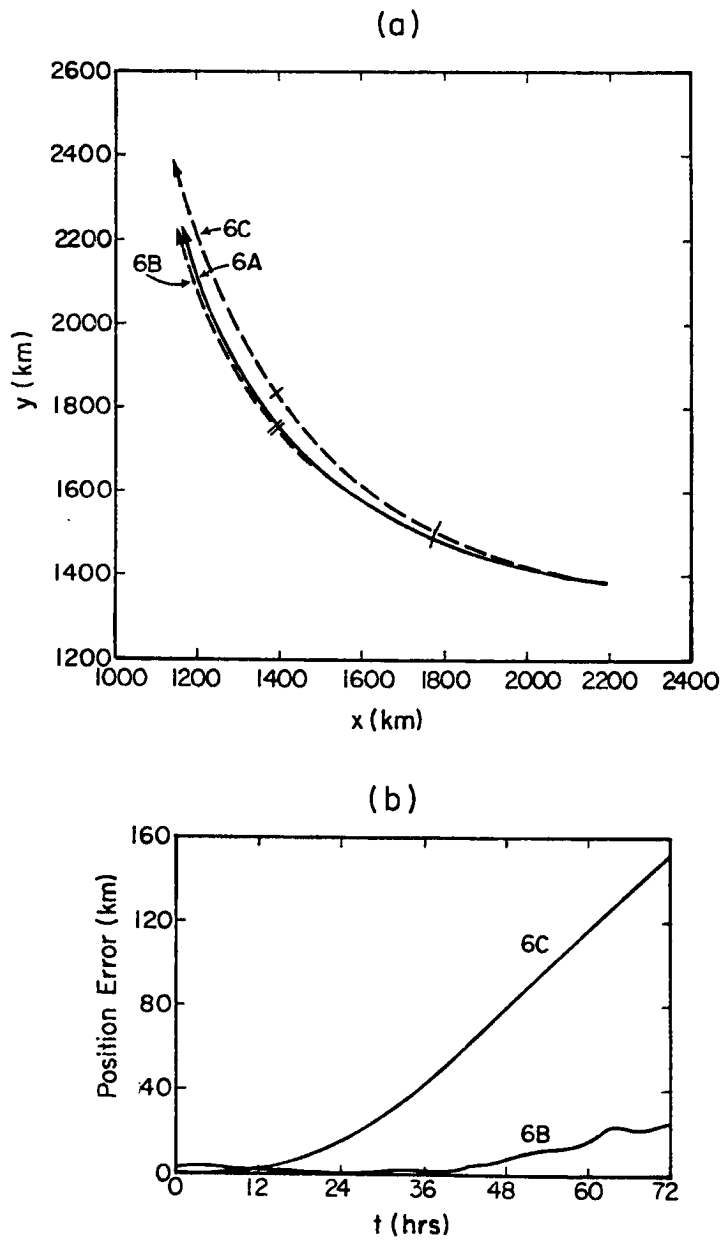 (a)
2600
2400
2200
2000
1800
1600
1400
1200
y (km)
6C
6A
6B
1000 1200 1400 1600 1800 2000 2200 2400
x (km)
(b)
160
120
80
40
0
Position Error (km)
6C
6B
0 12 24 36 48 60 72
t (hrs)